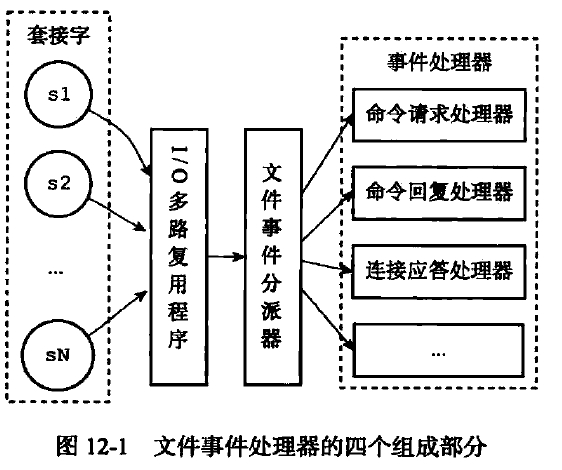 套接字
s1
s2
...
sN
I/O多路复用程序
文件事件分派器
事件处理器
命令请求处理器
命令回复处理器
连接应答处理器
...
图 12-1 文件事件处理器的四个组成部分